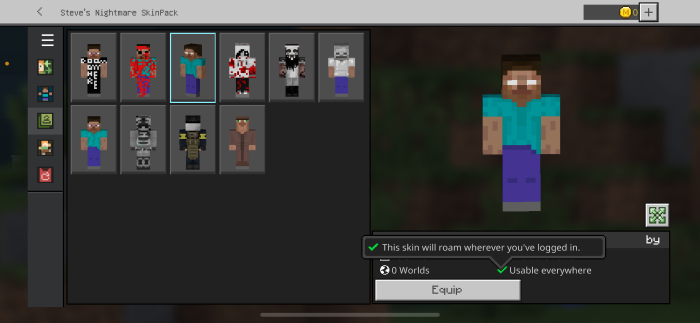 Steve's Nightmare SkinPack
0
by
This skin will roam wherever you've logged in.
0 Worlds
Usable everywhere
Equip